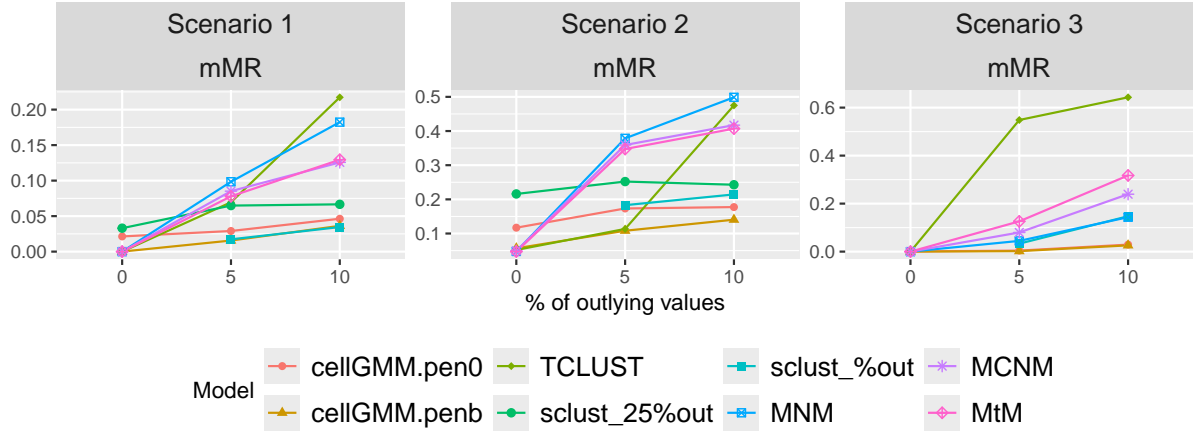 Scenario 1
Scenario 2
Scenario 3
mMR
mMR
mMR
0.20
0.15
0.10
0.05
0.00
0.5
0.4
0.3
0.2
0.1
0.6
0.4
0.2
0.0
0 5 10
0 5 10
0 5 10
% of outlying values
Model
cellGMM.pen0
TCLUST
sclust_%out
MCNM
cellGMM.penb
sclust_25%out
MNM
MtM